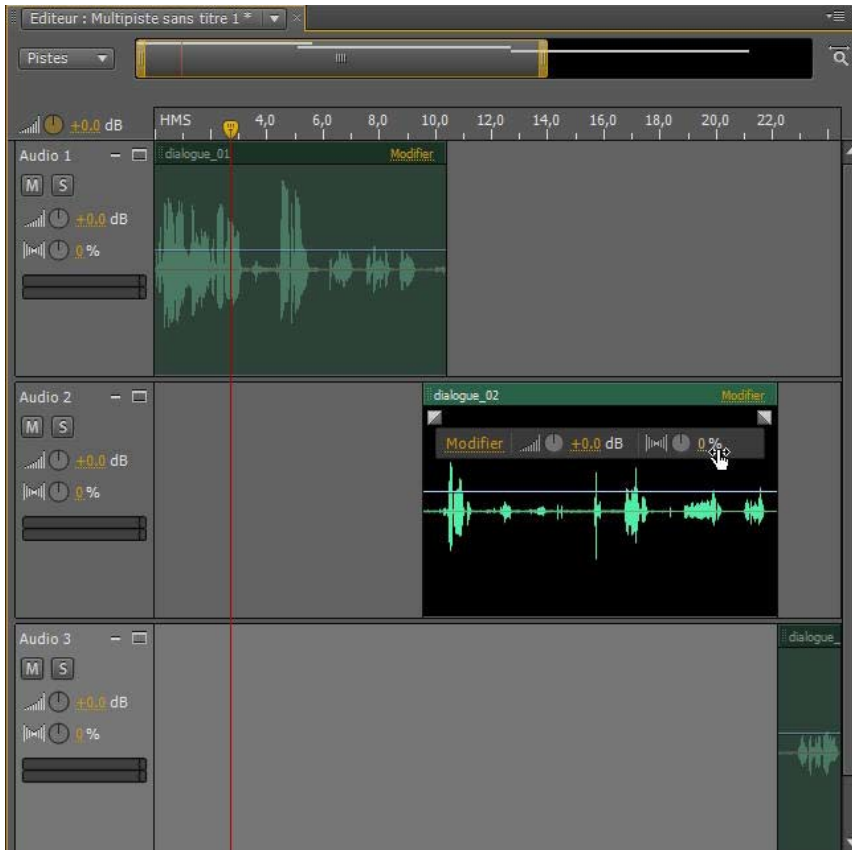 Editeur : Multipiste sans titre 1 *
Pistes
+0.0 dB
HMS 4,0 6,0 8,0 10,0 12,0 14,0 16,0 18,0 20,0 22,0
Audio 1
dialogue_01 Modifier
M S
+0.0 dB
0 %
Audio 2
dialogue_02 Modifier
M S
Modifier +0.0 dB 0 %
+0.0 dB
0 %
Audio 3
dialogue_
M S
+0.0 dB
0 %